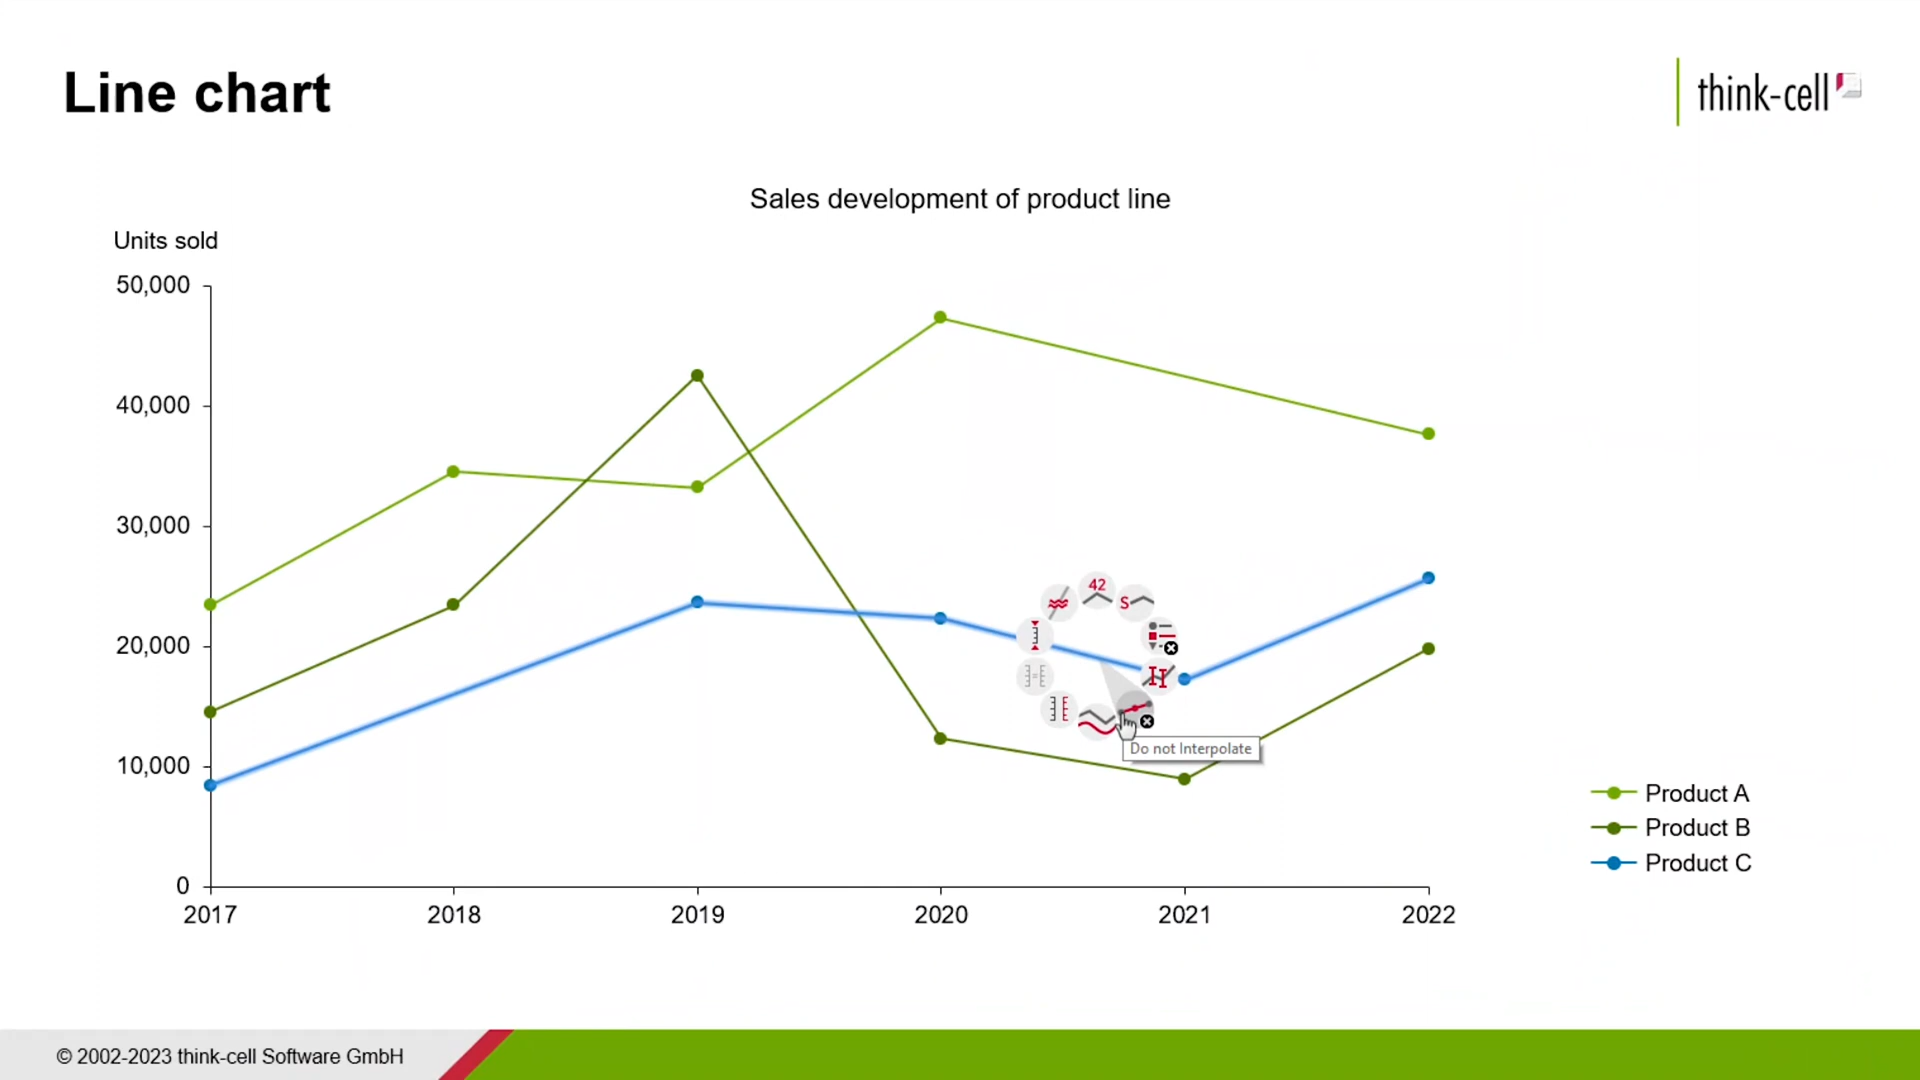 Line chart
think-cell
Sales development of product line
Units sold
50,000
40,000
30,000
20,000
10,000
0
2017 2018 2019 2020 2021 2022
42
S
Do not Interpolate
Product A
Product B
Product C
© 2002-2023 think-cell Software GmbH